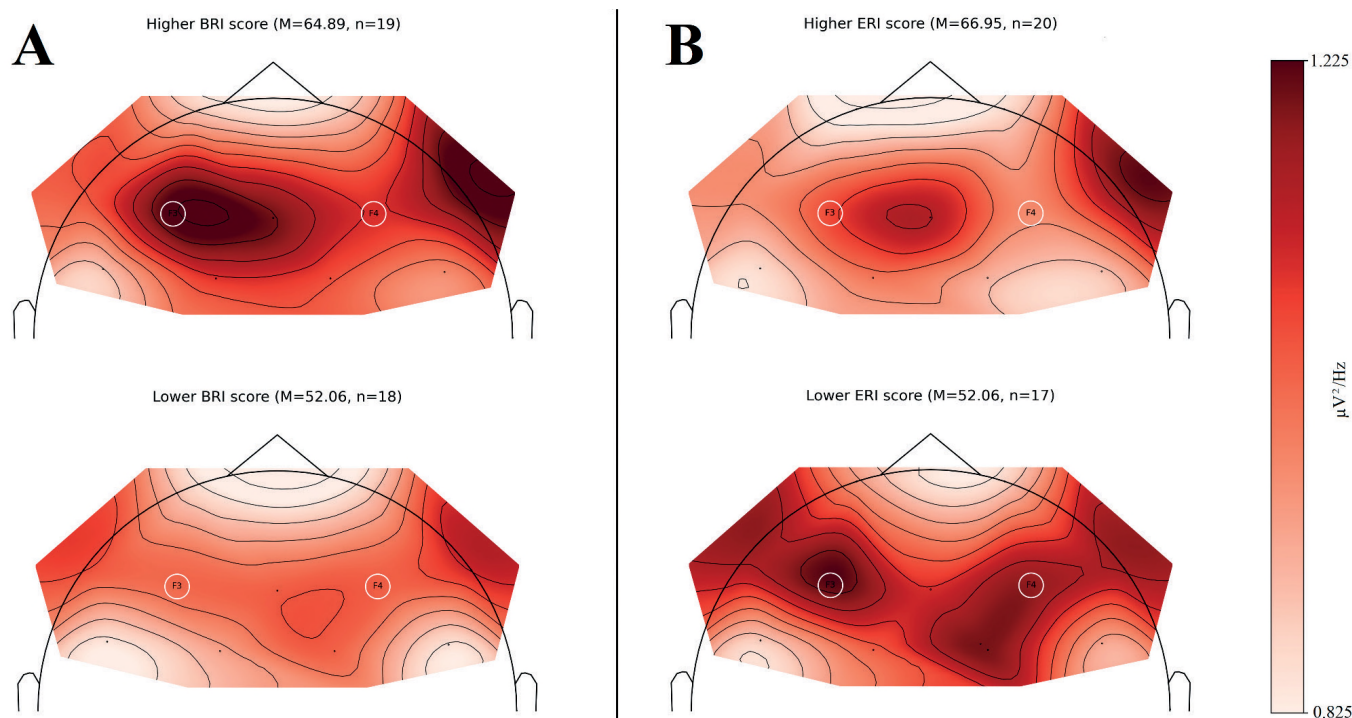 A
Higher BRI score (M=64.89, n=19)
F3
F4
Lower BRI score (M=52.06, n=18)
F3
F4
B
Higher ERI score (M=66.95, n=20)
F3
F4
Lower ERI score (M=52.06, n=17)
F3
F4
1.225
μV²/Hz
0.825